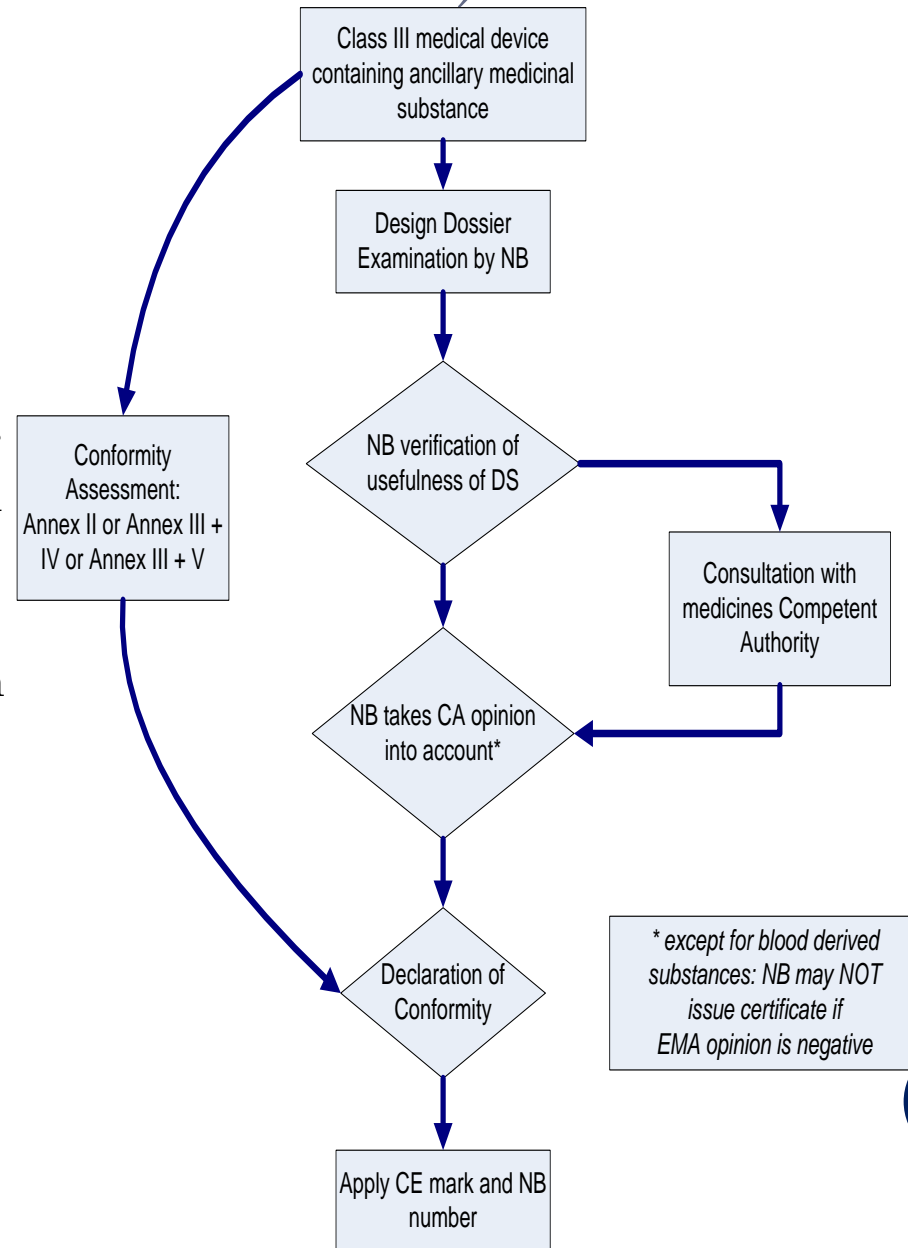 Class III medical device
containing ancillary medicinal
substance
Design Dossier
Examination by NB
NB verification of
usefulness of DS
Conformity
Assessment:
Annex II or Annex III +
IV or Annex III + V
Consultation with
medicines Competent
Authority
NB takes CA opinion
into account*
Declaration of
Conformity
* except for blood derived
substances: NB may NOT
issue certificate if
EMA opinion is negative
Apply CE mark and NB
number